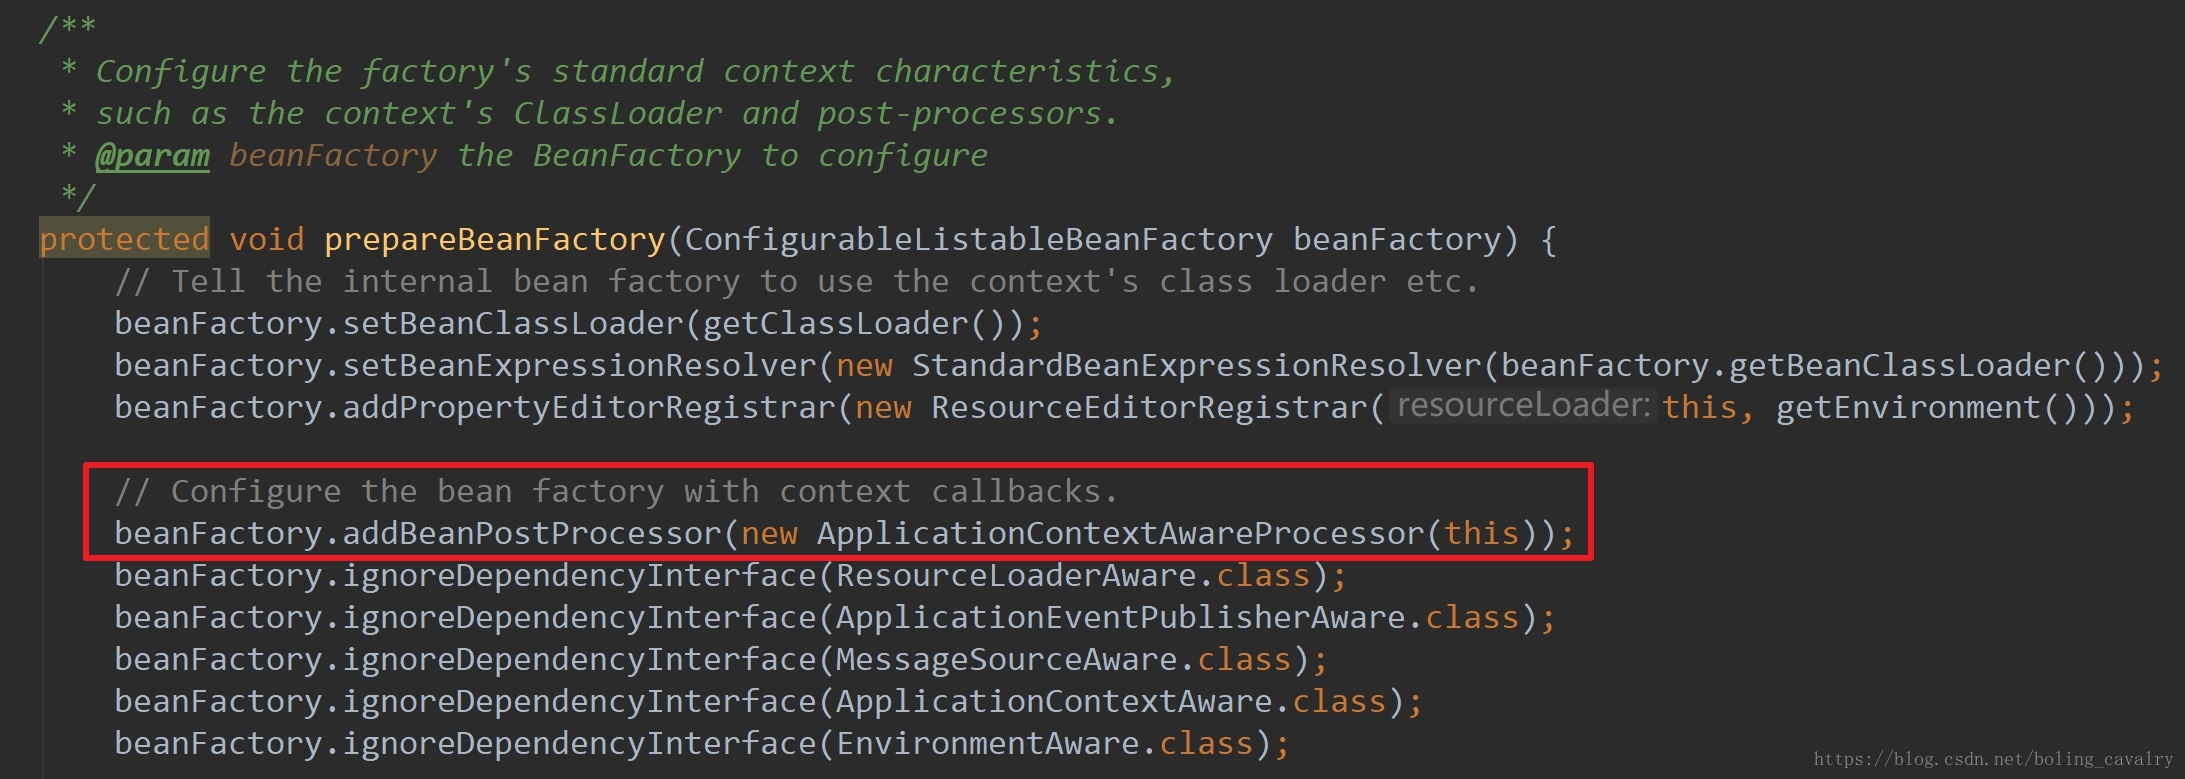 /**
* Configure the factory's standard context characteristics,
* such as the context's ClassLoader and post-processors.
* @param beanFactory the BeanFactory to configure
*/
protected void prepareBeanFactory(ConfigurableListableBeanFactory beanFactory) {
// Tell the internal bean factory to use the context's class loader etc.
beanFactory.setBeanClassLoader(getClassLoader());
beanFactory.setBeanExpressionResolver(new StandardBeanExpressionResolver(beanFactory.getBeanClassLoader()));
beanFactory.addPropertyEditorRegistrar(new ResourceEditorRegistrar( resourceLoader: this, getEnvironment()));
// Configure the bean factory with context callbacks.
beanFactory.addBeanPostProcessor(new ApplicationContextAwareProcessor(this));
beanFactory.ignoreDependencyInterface(ResourceLoaderAware.class);
beanFactory.ignoreDependencyInterface(ApplicationEventPublisherAware.class);
beanFactory.ignoreDependencyInterface(MessageSourceAware.class);
beanFactory.ignoreDependencyInterface(ApplicationContextAware.class);
beanFactory.ignoreDependencyInterface(EnvironmentAware.class);
https://blog.csdn.net/boling_cavalry